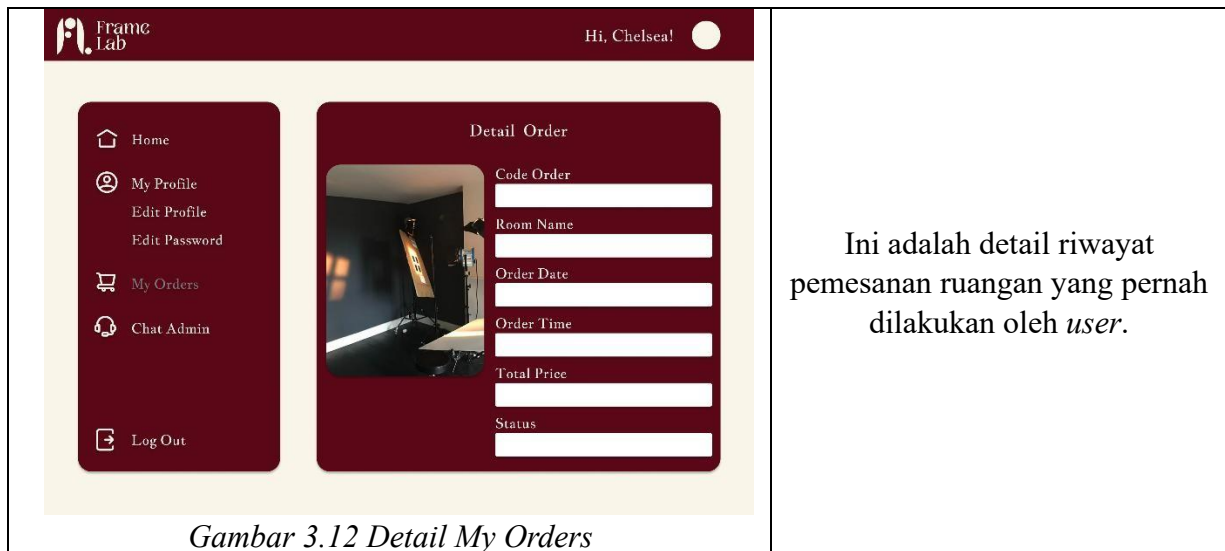 Frame
Lab
Hi, Chelsea!
Home
My Profile
Edit Profile
Edit Password
My Orders
Chat Admin
Log Out
Detail Order
Code Order
Room Name
Order Date
Order Time
Total Price
Status
Gambar 3.12 Detail My Orders
Ini adalah detail riwayat
pemesanan ruangan yang pernah
dilakukan oleh user.